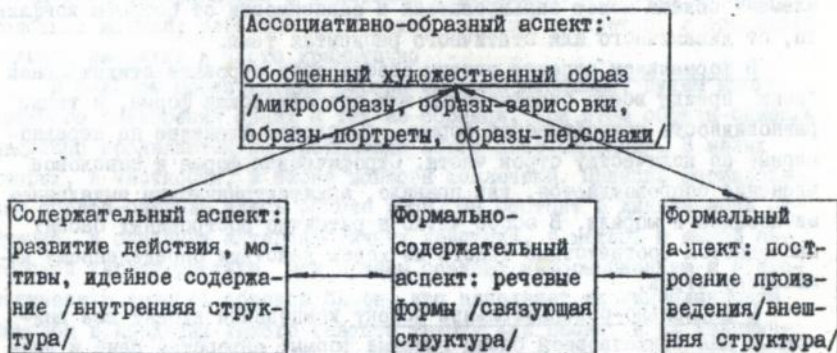 Ассоциативно-образный аспект:
Обобщенный художественный образ
/микрообразы, образы-зарисовки,
образы-портреты, образы-персонажи/
Содержательный аспект:
развитие действия, мо-
тивы, идейное содержа-
ние /внутренняя струк-
тура/
Формально-
содержательный
аспект: речевые
формы /связующая
структура/
Формальный
аспект: пост-
роение произ-
ведения/внеш-
няя структура/